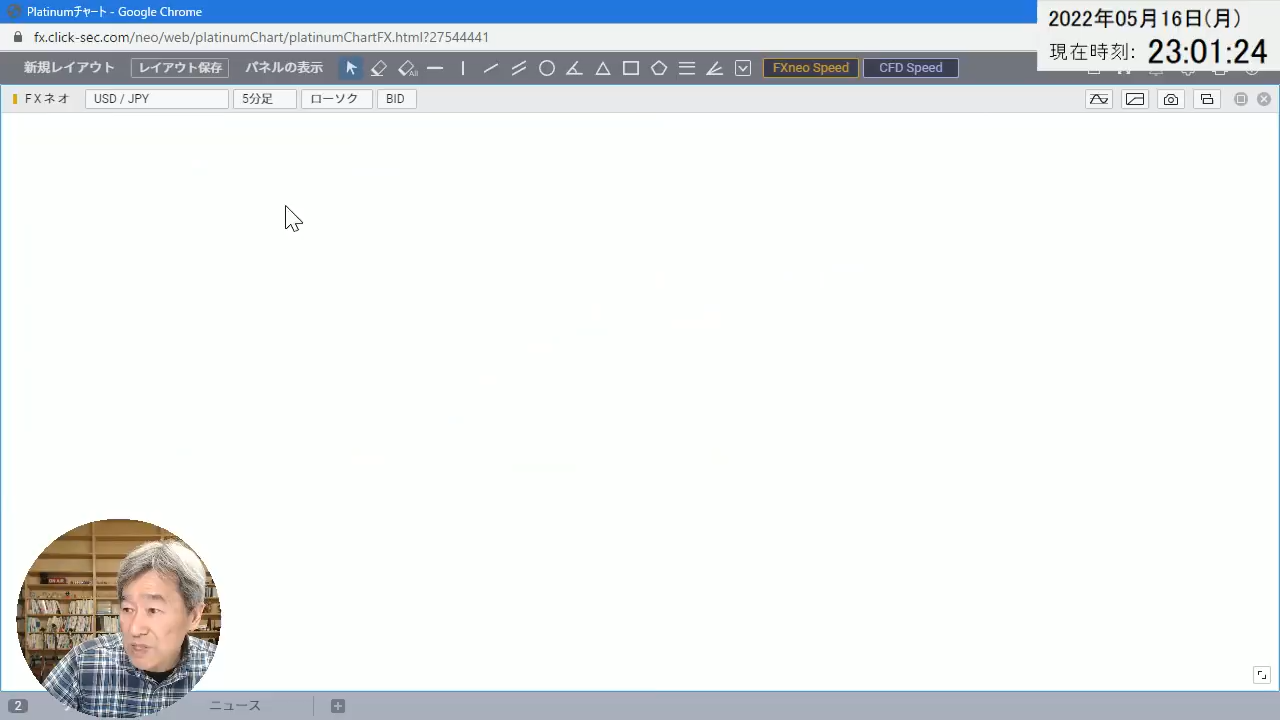 Platinumチャート - Google Chrome
2022年05月16日(月)
fx.click-sec.com/neo/web/platinumChart/platinumChartFX.html?27544441
現在時刻: 23:01:24
新規レイアウト レイアウト保存 パネルの表示 FXneo Speed CFD Speed
FXネオ USD / JPY 5分足 ローソク BID
2 ニュース